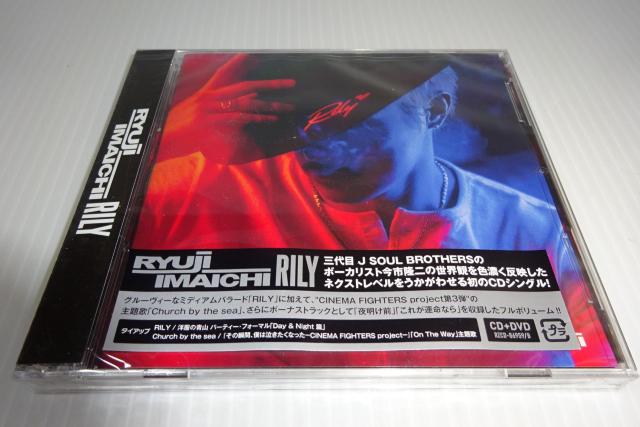 RYUJI
IMAICHI RILY
Rily
RYUJI
IMAICHI RILY
三代目 J SOUL BROTHERSの
ボーカリスト今市隆二の世界観を色濃く反映した
ネクストレベルをうかがわせる初のCDシングル!
グルーヴィーなミディアムバラード「RILY」に加えて、"CINEMA FIGHTERS project第3弾"の
主題歌「Church by the sea」、さらにボーナストラックとして「夜明け前」「これが運命なら」を収録したフルボリューム!!
タイアップ RILY / 洋服の青山 パーティー・フォーマル「Day & Night 篇」
Church by the sea / 「その瞬間、僕は泣きたくなった-CINEMA FIGHTERS project-」「On The Way」主題歌
CD+DVD
RZCD-86959/B